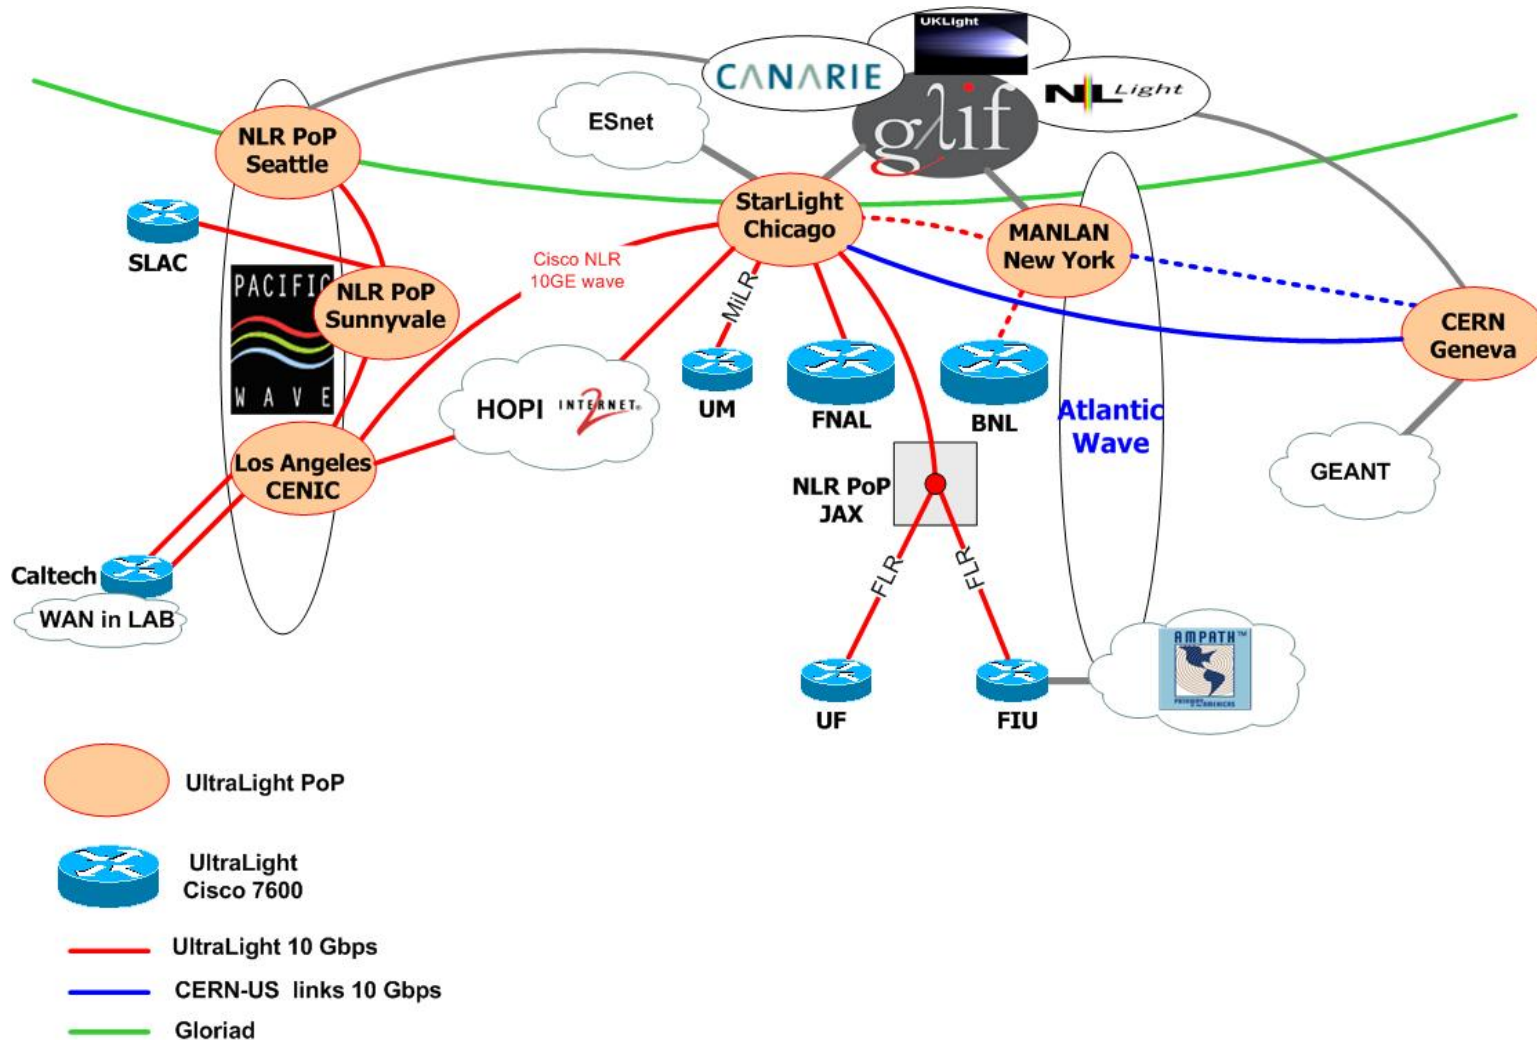 UKLight
CANARIE
NL Light
gλif
ESnet
NLR PoP
Seattle
StarLight
Chicago
MANLAN
New York
SLAC
Cisco NLR
10GE wave
PACIFIC
WAVE
NLR PoP
Sunnyvale
CERN
Geneva
MiLR
UM
FNAL
BNL
HOPI
INTERNET®
2
Atlantic
Wave
Los Angeles
CENIC
GEANT
NLR PoP
JAX
Caltech
WAN in LAB
FLR
FLR
AMPATH™
UF
FIU
UltraLight PoP
UltraLight
Cisco 7600
UltraLight 10 Gbps
CERN-US links 10 Gbps
Gloriad